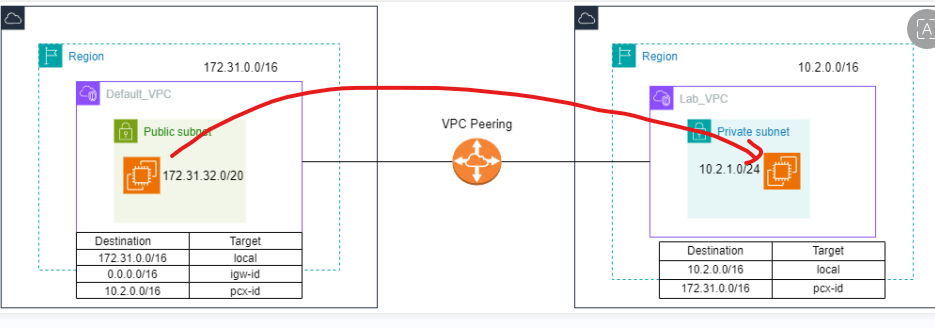 Region
172.31.0.0/16
Default_VPC
Public subnet
172.31.32.0/20
Destination Target
172.31.0.0/16 local
0.0.0.0/16 igw-id
10.2.0.0/16 pcx-id
VPC Peering
Region
10.2.0.0/16
Lab_VPC
Private subnet
10.2.1.0/24
Destination Target
10.2.0.0/16 local
172.31.0.0/16 pcx-id
A